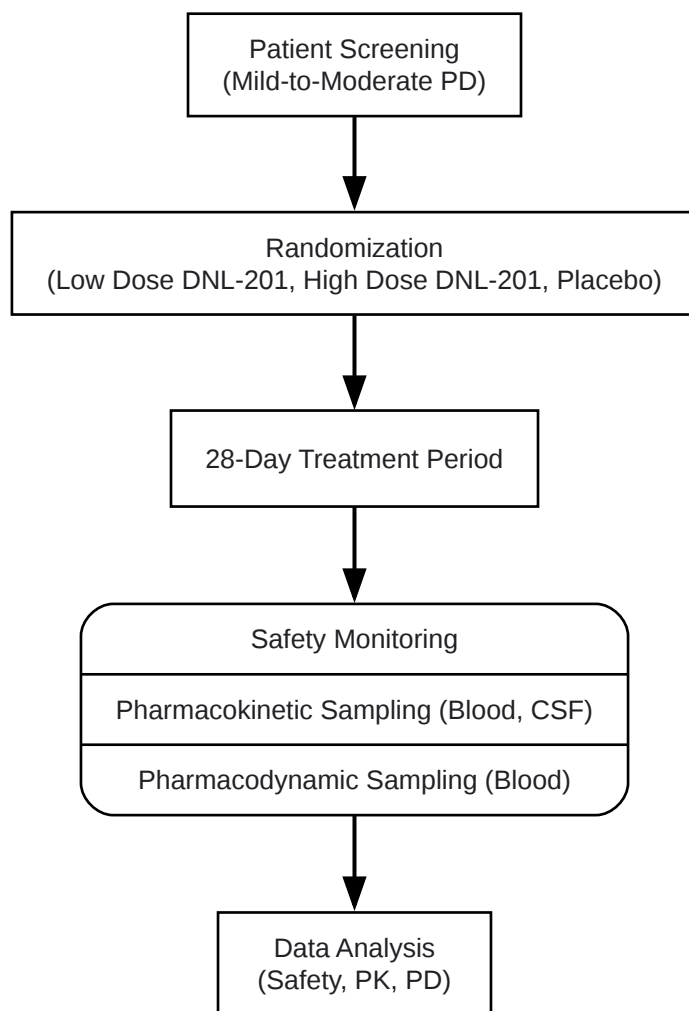 Patient Screening
(Mild-to-Moderate PD)
Randomization
(Low Dose DNL-201, High Dose DNL-201, Placebo)
28-Day Treatment Period
Safety Monitoring
Pharmacokinetic Sampling (Blood, CSF)
Pharmacodynamic Sampling (Blood)
Data Analysis
(Safety, PK, PD)